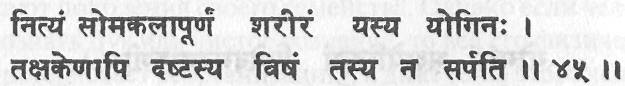 नित्यं सोमकलापूर्णं शरीरं यस्य योगिनः ।
तक्षकेणापि दष्टस्य विषं तस्य न सर्पति ॥ ४५ ॥